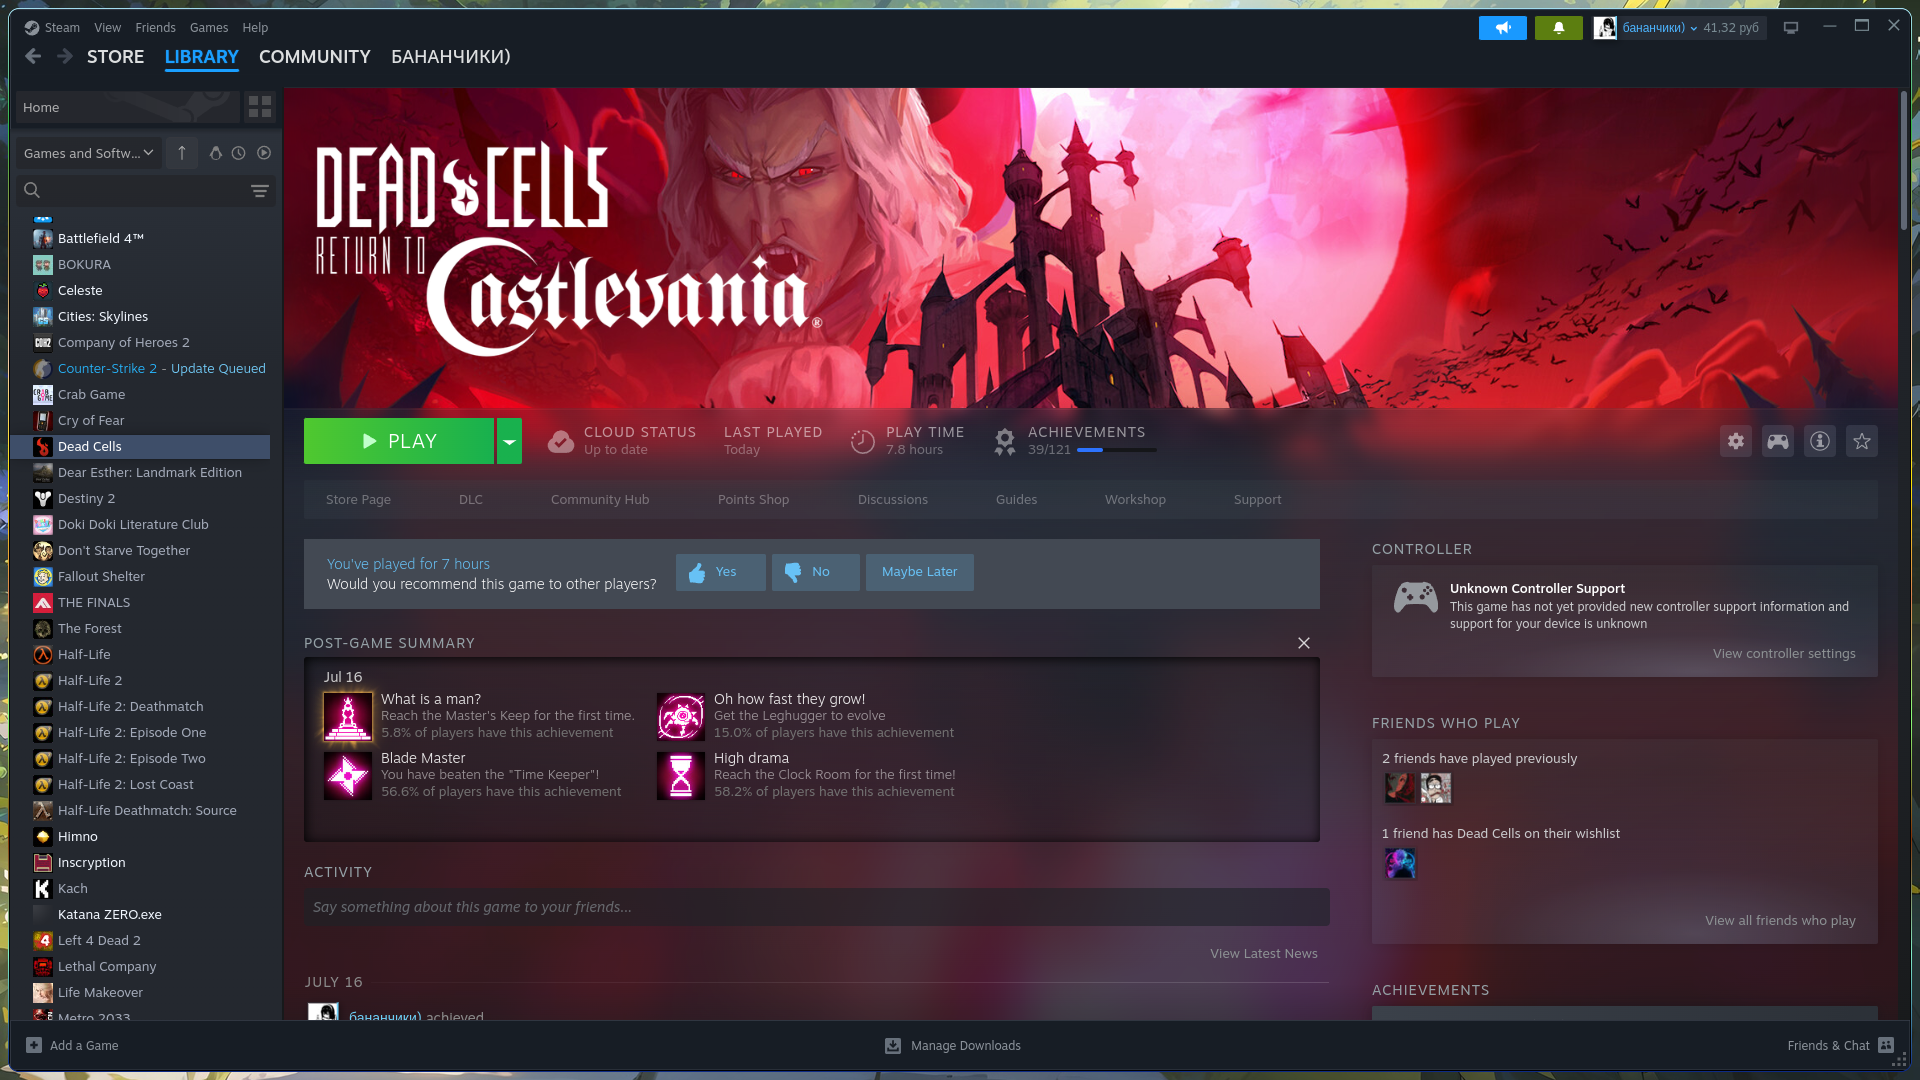 Steam View Friends Games Help
бананчики) 41,32 руб
STORE LIBRARY COMMUNITY БАНАНЧИКИ)
Home
Games and Softw...
Battlefield 4™
BOKURA
Celeste
Cities: Skylines
Company of Heroes 2
Counter-Strike 2 - Update Queued
Crab Game
Cry of Fear
Dead Cells
Dear Esther: Landmark Edition
Destiny 2
Doki Doki Literature Club
Don't Starve Together
Fallout Shelter
THE FINALS
The Forest
Half-Life
Half-Life 2
Half-Life 2: Deathmatch
Half-Life 2: Episode One
Half-Life 2: Episode Two
Half-Life 2: Lost Coast
Half-Life Deathmatch: Source
Himno
Inscryption
Kach
Katana ZERO.exe
Left 4 Dead 2
Lethal Company
Life Makeover
Metro 2033
DEAD CELLS
RETURN TO
Castlevania®
PLAY
CLOUD STATUS
Up to date
LAST PLAYED
Today
PLAY TIME
7.8 hours
ACHIEVEMENTS
39/121
Store Page DLC Community Hub Points Shop Discussions Guides Workshop Support
You've played for 7 hours
Would you recommend this game to other players?
Yes No Maybe Later
POST-GAME SUMMARY
Jul 16
What is a man?
Reach the Master's Keep for the first time.
5.8% of players have this achievement
Oh how fast they grow!
Get the Leghugger to evolve
15.0% of players have this achievement
Blade Master
You have beaten the "Time Keeper"!
56.6% of players have this achievement
High drama
Reach the Clock Room for the first time!
58.2% of players have this achievement
ACTIVITY
Say something about this game to your friends...
View Latest News
JULY 16
бананчики) achieved
CONTROLLER
Unknown Controller Support
This game has not yet provided new controller support information and
support for your device is unknown
View controller settings
FRIENDS WHO PLAY
2 friends have played previously
1 friend has Dead Cells on their wishlist
View all friends who play
ACHIEVEMENTS
Add a Game
Manage Downloads
Friends & Chat